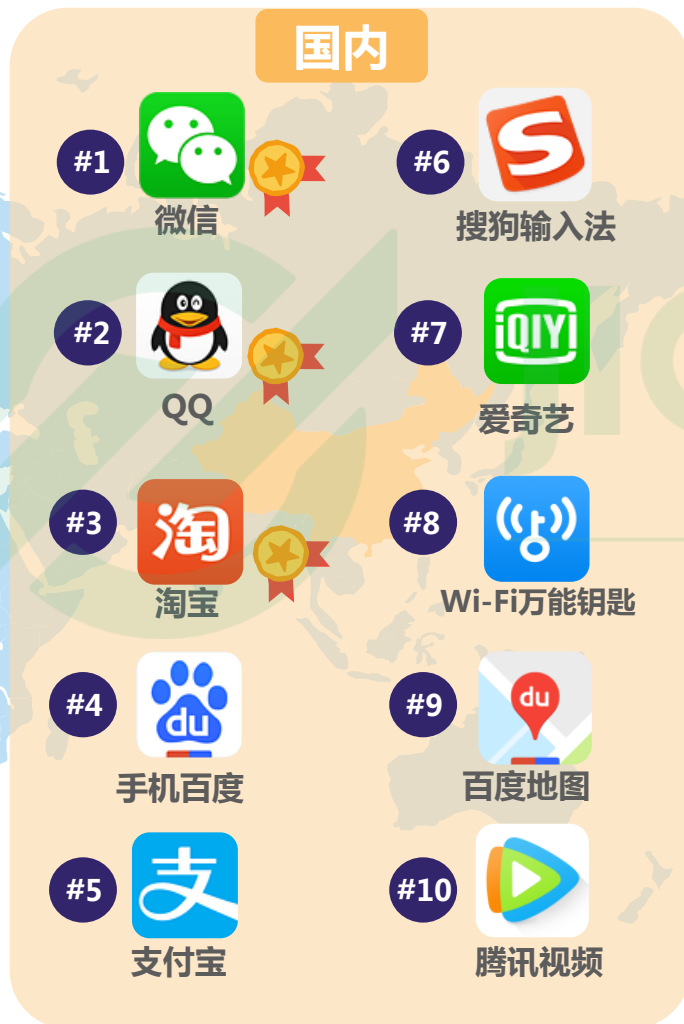 国内
#1
微信
#2
QQ
#3
淘
淘宝
#4
du
手机百度
#5
支
支付宝
#6
S
搜狗输入法
#7
iQIYI
爱奇艺
#8
Wi-Fi万能钥匙
#9
du
百度地图
#10
腾讯视频